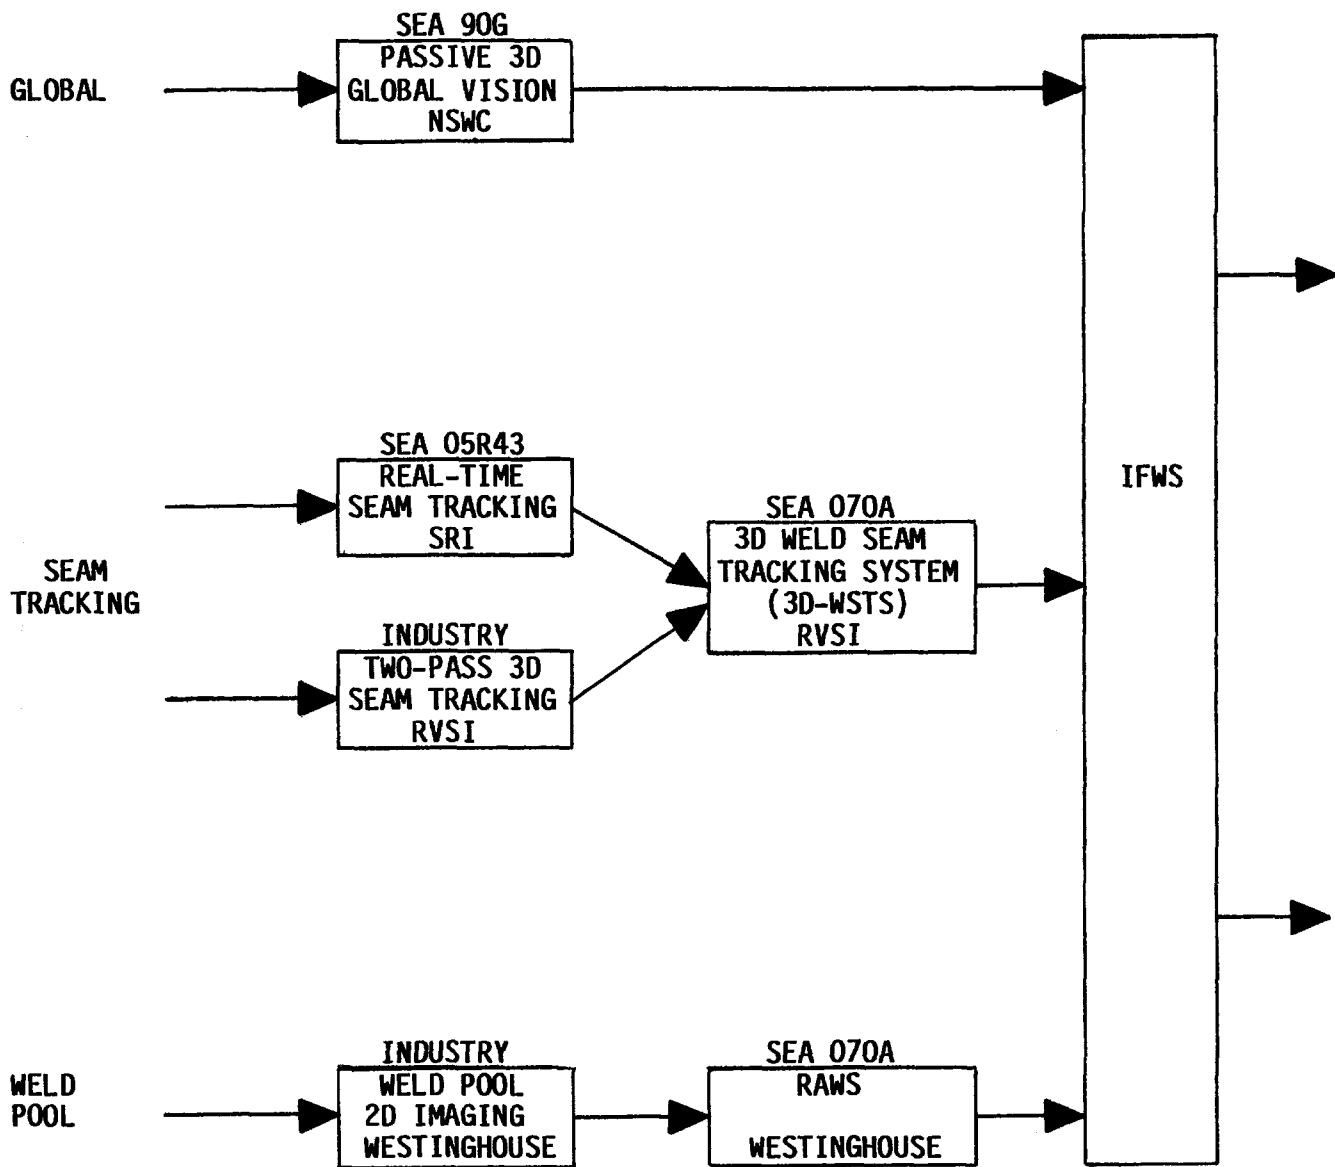 SEA 90G
GLOBAL
PASSIVE 3D
GLOBAL VISION
NSWC
SEAM
TRACKING
SEA 05R43
REAL-TIME
SEAM TRACKING
SRI
INDUSTRY
TWO-PASS 3D
SEAM TRACKING
RVSI
SEA 070A
3D WELD SEAM
TRACKING SYSTEM
(3D-WSTS)
RVSI
IFWS
WELD
POOL
INDUSTRY
WELD POOL
2D IMAGING
WESTINGHOUSE
SEA 070A
RAWS
WESTINGHOUSE